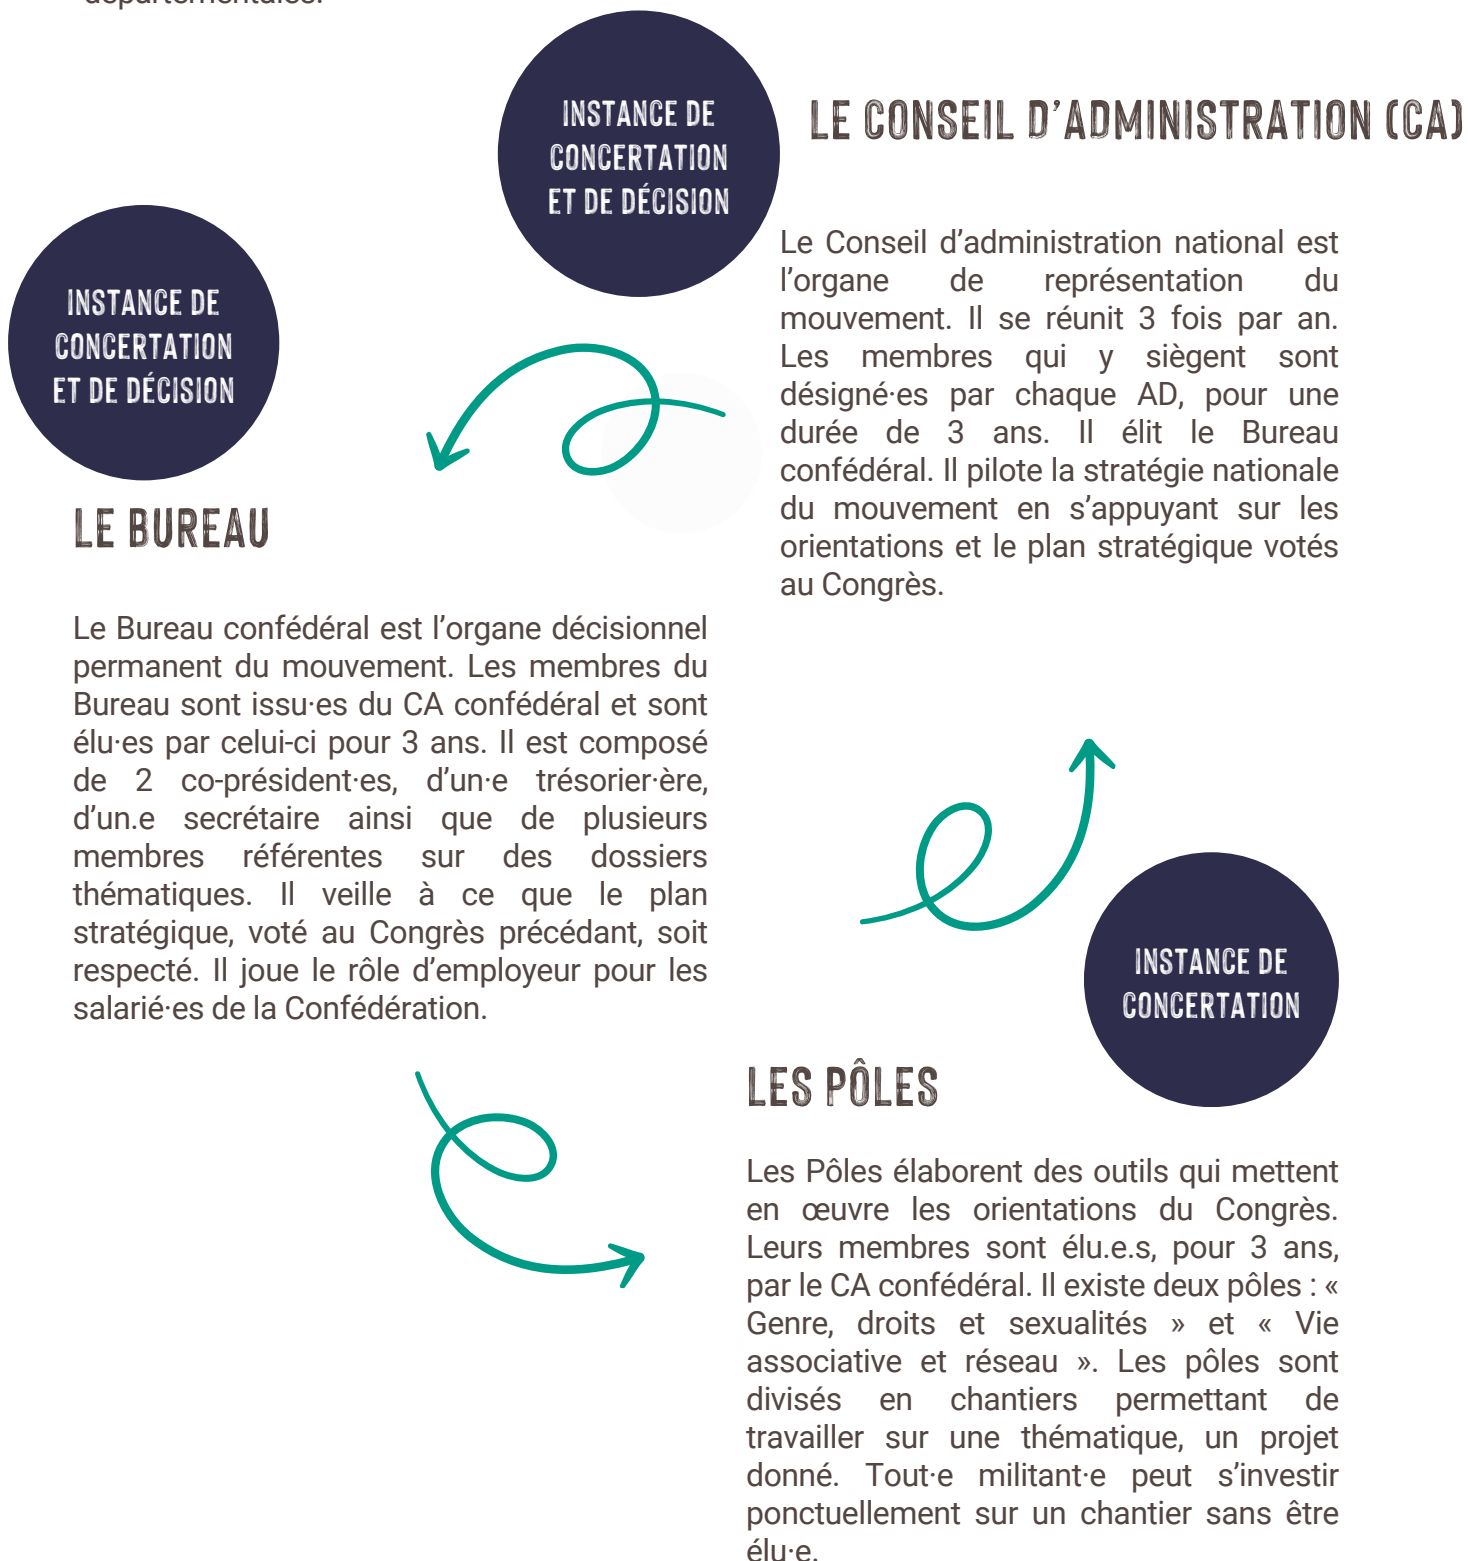 départementales.
INSTANCE DE
CONCERTATION
ET DE DÉCISION
LE CONSEIL D’ADMINISTRATION (CA)
Le Conseil d’administration national est
l’organe de représentation du
mouvement. Il se réunit 3 fois par an.
Les membres qui y siègent sont
désigné·es par chaque AD, pour une
durée de 3 ans. Il élit le Bureau
confédéral. Il pilote la stratégie nationale
du mouvement en s’appuyant sur les
orientations et le plan stratégique votés
au Congrès.
INSTANCE DE
CONCERTATION
ET DE DÉCISION
LE BUREAU
Le Bureau confédéral est l’organe décisionnel
permanent du mouvement. Les membres du
Bureau sont issu·es du CA confédéral et sont
élu·es par celui-ci pour 3 ans. Il est composé
de 2 co-président·es, d’un·e trésorier·ère,
d’un.e secrétaire ainsi que de plusieurs
membres référentes sur des dossiers
thématiques. Il veille à ce que le plan
stratégique, voté au Congrès précédant, soit
respecté. Il joue le rôle d’employeur pour les
salarié·es de la Confédération.
INSTANCE DE
CONCERTATION
LES PÔLES
Les Pôles élaborent des outils qui mettent
en œuvre les orientations du Congrès.
Leurs membres sont élu.e.s, pour 3 ans,
par le CA confédéral. Il existe deux pôles : «
Genre, droits et sexualités » et « Vie
associative et réseau ». Les pôles sont
divisés en chantiers permettant de
travailler sur une thématique, un projet
donné. Tout·e militant·e peut s’investir
ponctuellement sur un chantier sans être
élu·e.